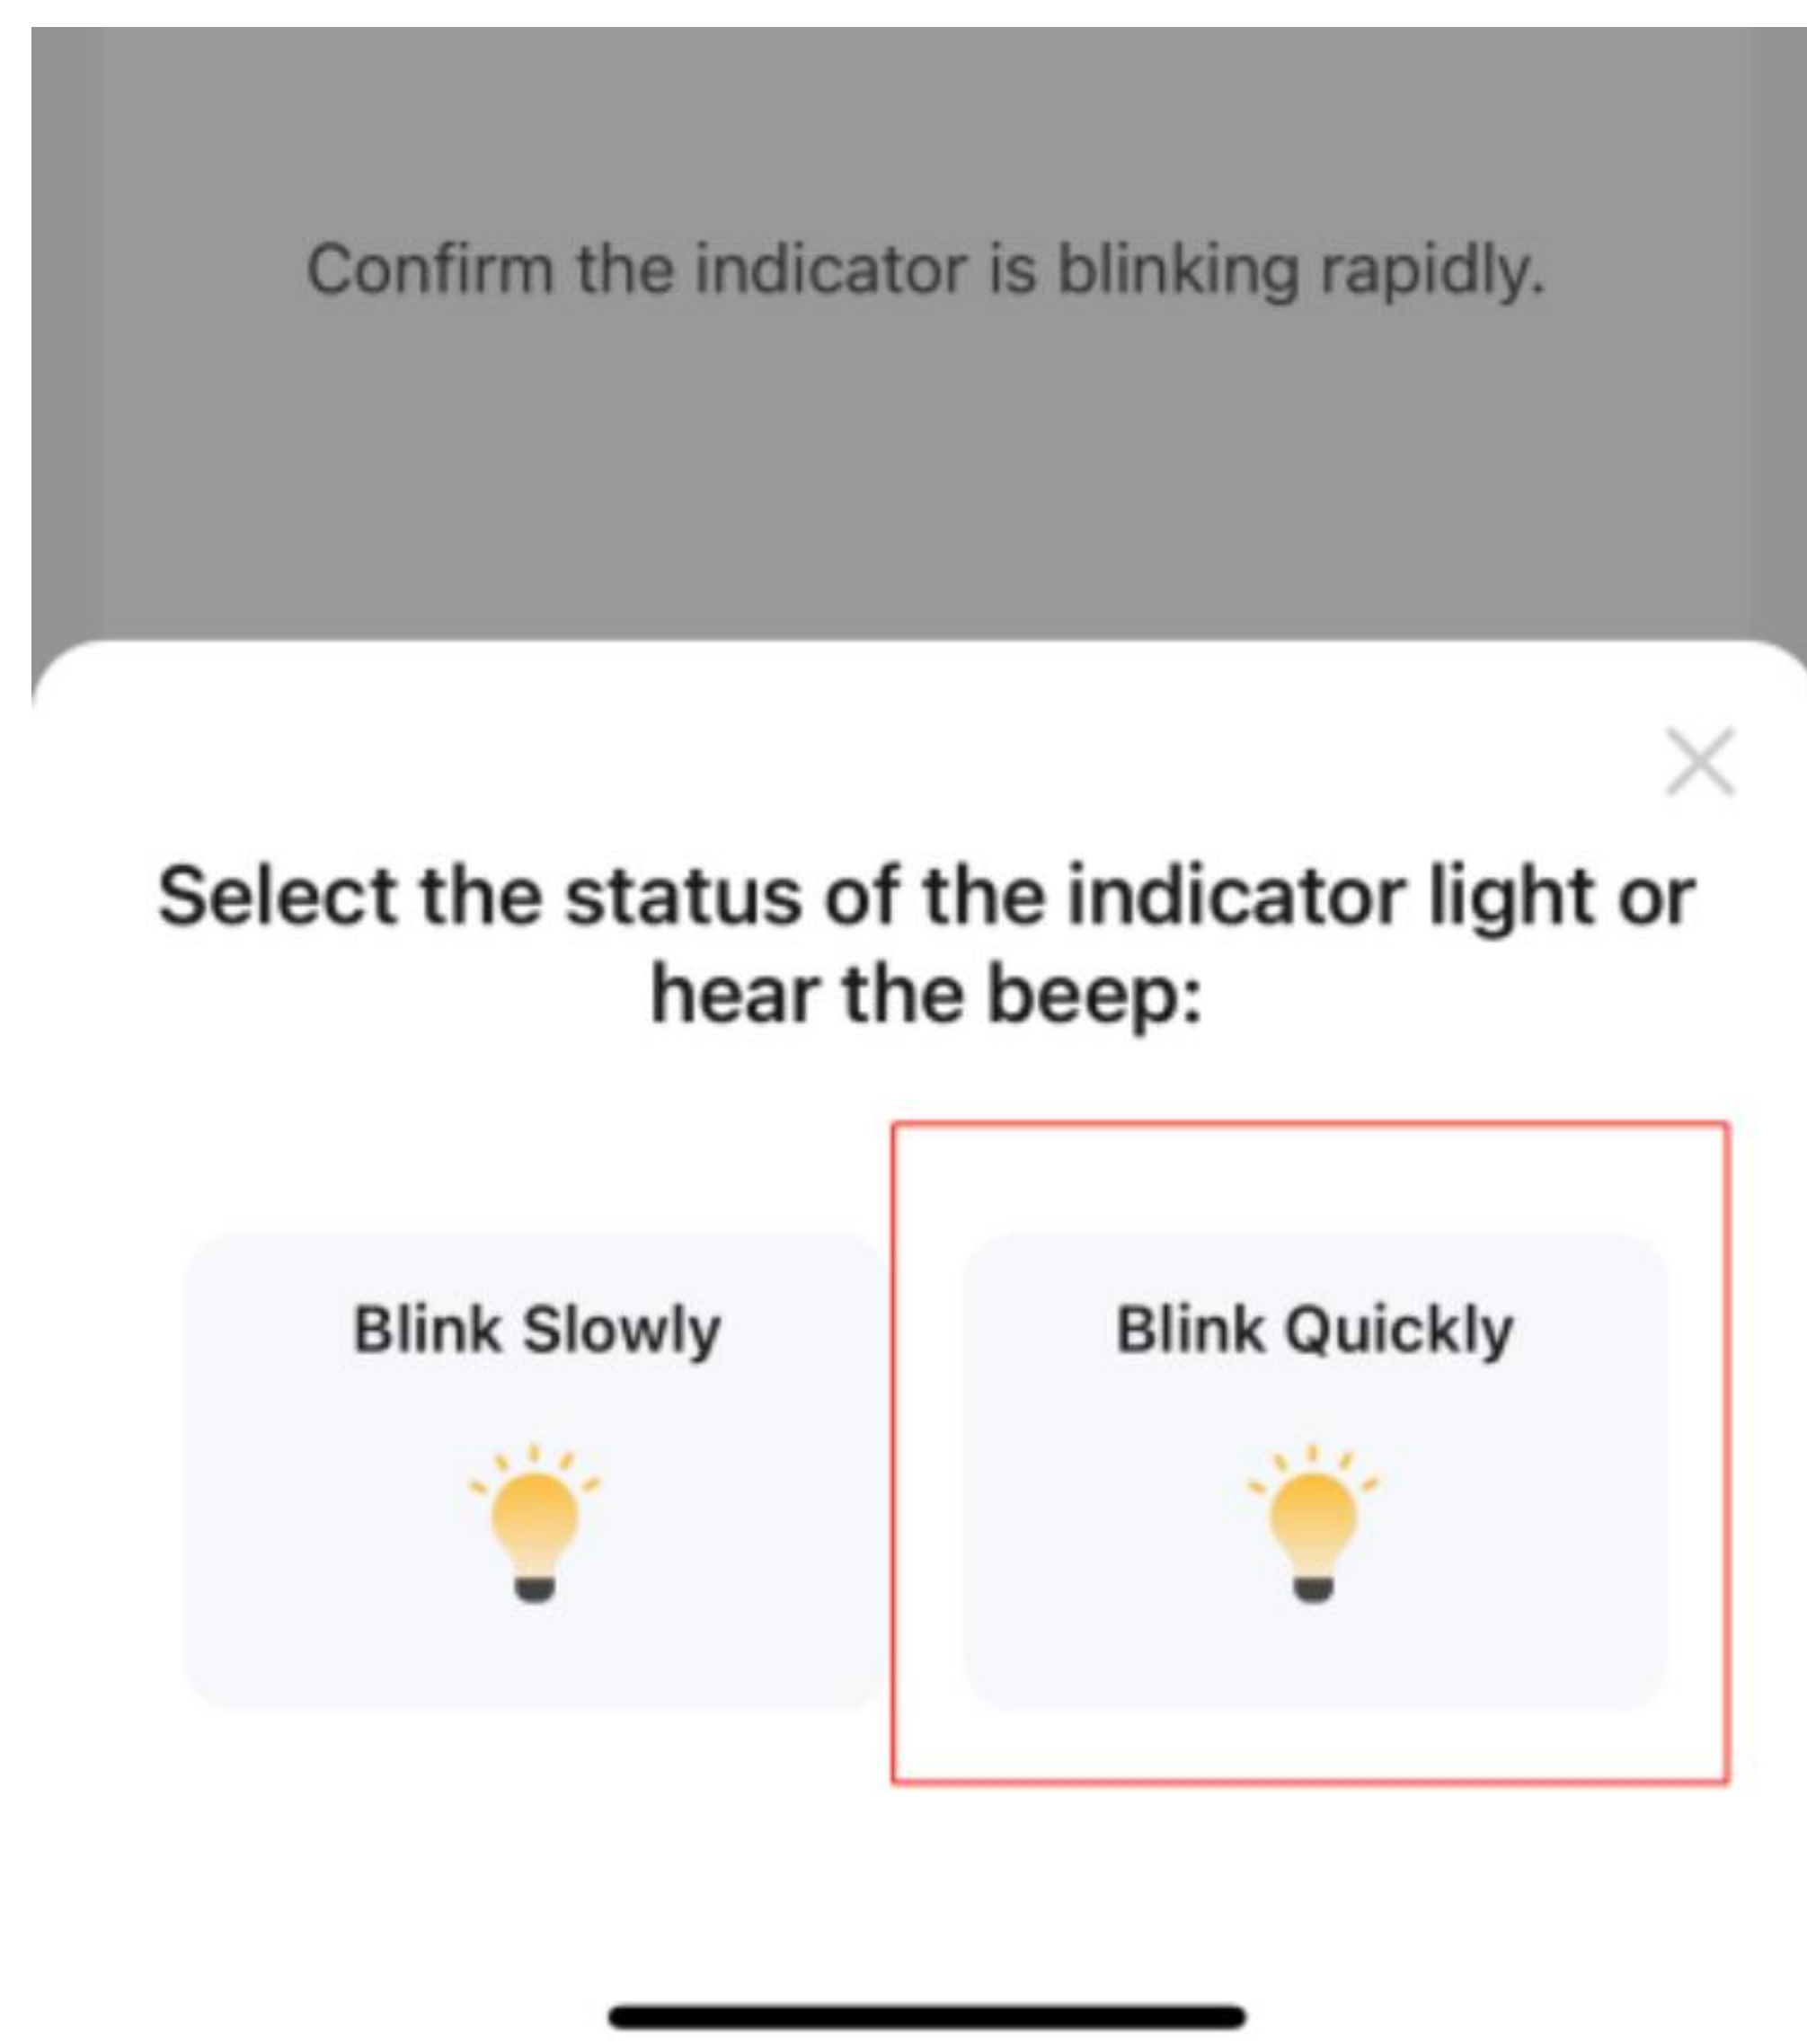 Confirm the indicator is blinking rapidly.
Select the status of the indicator light or
hear the beep:
Blink Slowly
Blink Quickly